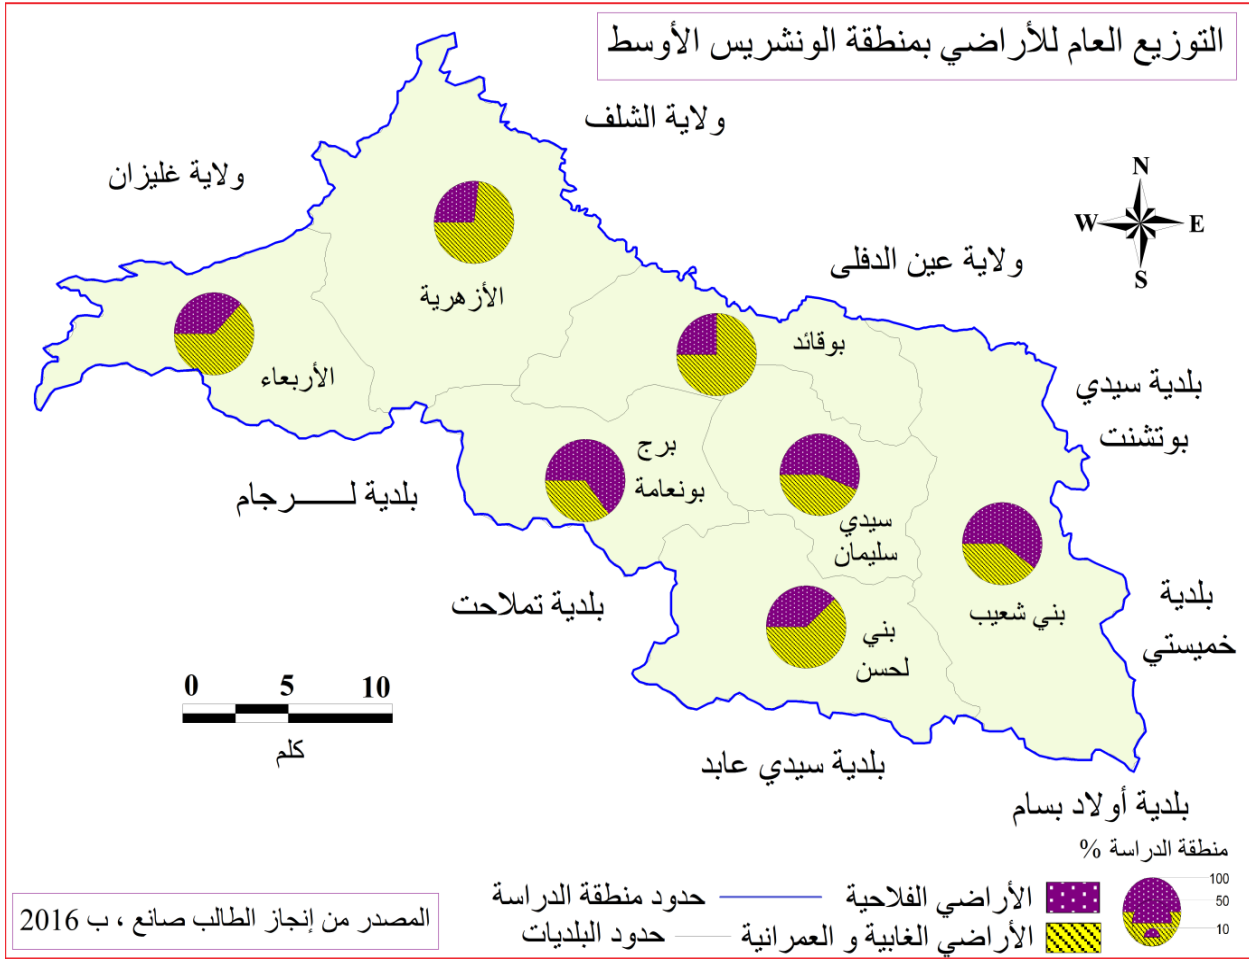 التوزيع العام للأراضي بمنطقة الونشريس الأوسط
ولاية الشلف
ولاية غليزان
N
W
E
S
ولاية عين الدفلى
الأزهرية
بوقائد
الأربعاء
بلدية سيدي
بوتشنت
برج
بونعامة
بلدية لـــــرجام
سيدي
سليمان
بلدية تملاحت
بني شعيب
بلدية
خميستي
بني
لحسن
0 5 10
كلم
بلدية سيدي عابد
بلدية أولاد بسام
منطقة الدراسة %
100
50
10
الأراضي الفلاحية
حدود منطقة الدراسة
الأراضي الغابية و العمرانية
حدود البلديات
المصدر من إنجاز الطالب صانع ، ب 2016